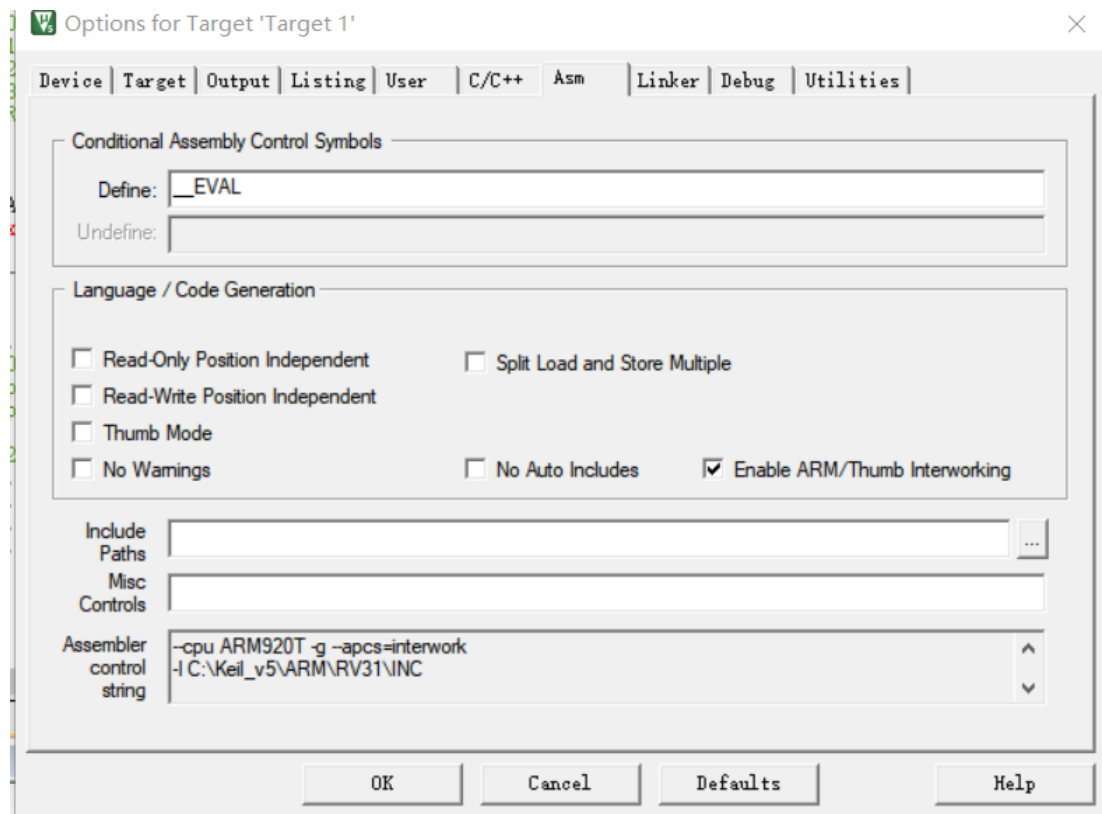 Options for Target 'Target 1'
Device Target Output Listing User C/C++ Asm Linker Debug Utilities
Conditional Assembly Control Symbols
Define: __EVAL
Undefine:
Language / Code Generation
Read-Only Position Independent Split Load and Store Multiple
Read-Write Position Independent
Thumb Mode
No Warnings No Auto Includes Enable ARM/Thumb Interworking
Include
Paths
...
Misc
Controls
Assembler
control
string
--cpu ARM920T -g --apcs=interwork
-I C:\Keil_v5\ARM\RV31\INC
OK Cancel Defaults Help